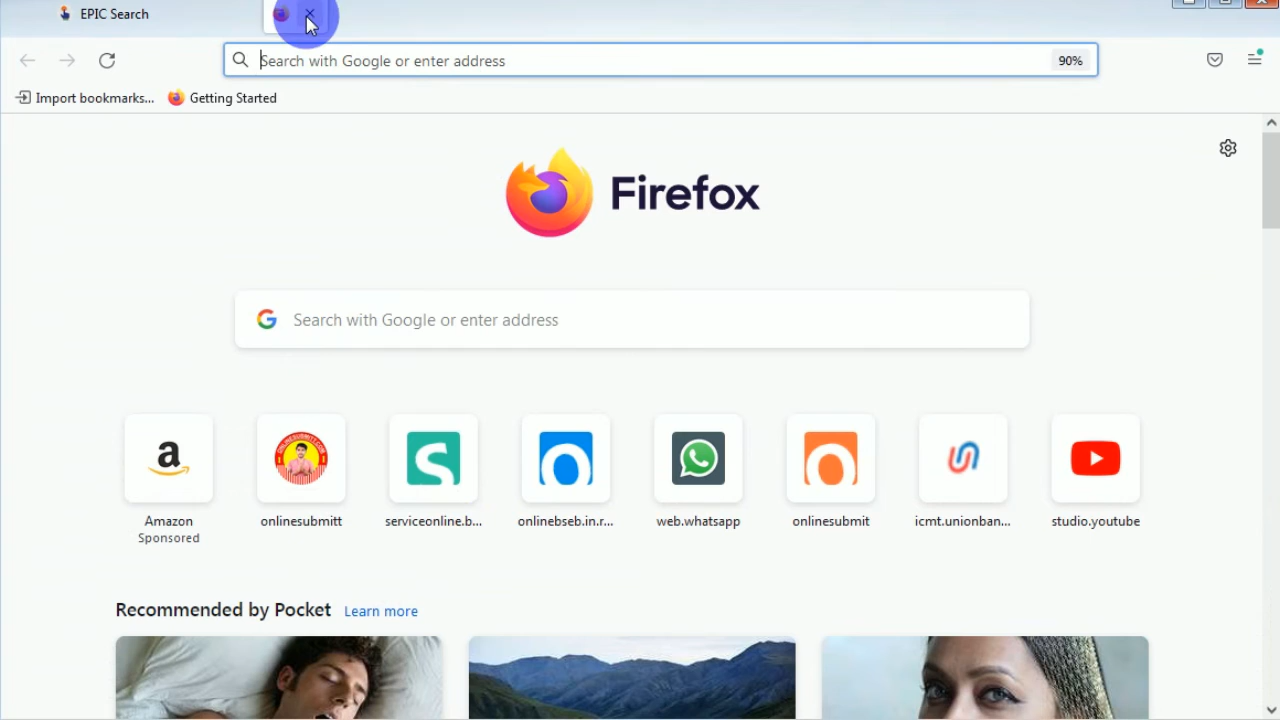 EPIC Search
Search with Google or enter address
90%
Import bookmarks...
Getting Started
Firefox
Search with Google or enter address
Amazon
Sponsored
onlinesubmitt
serviceonline.b...
onlinebseb.in.r...
web.whatsapp
onlinesubmit
icmt.unionban...
studio.youtube
Recommended by Pocket
Learn more